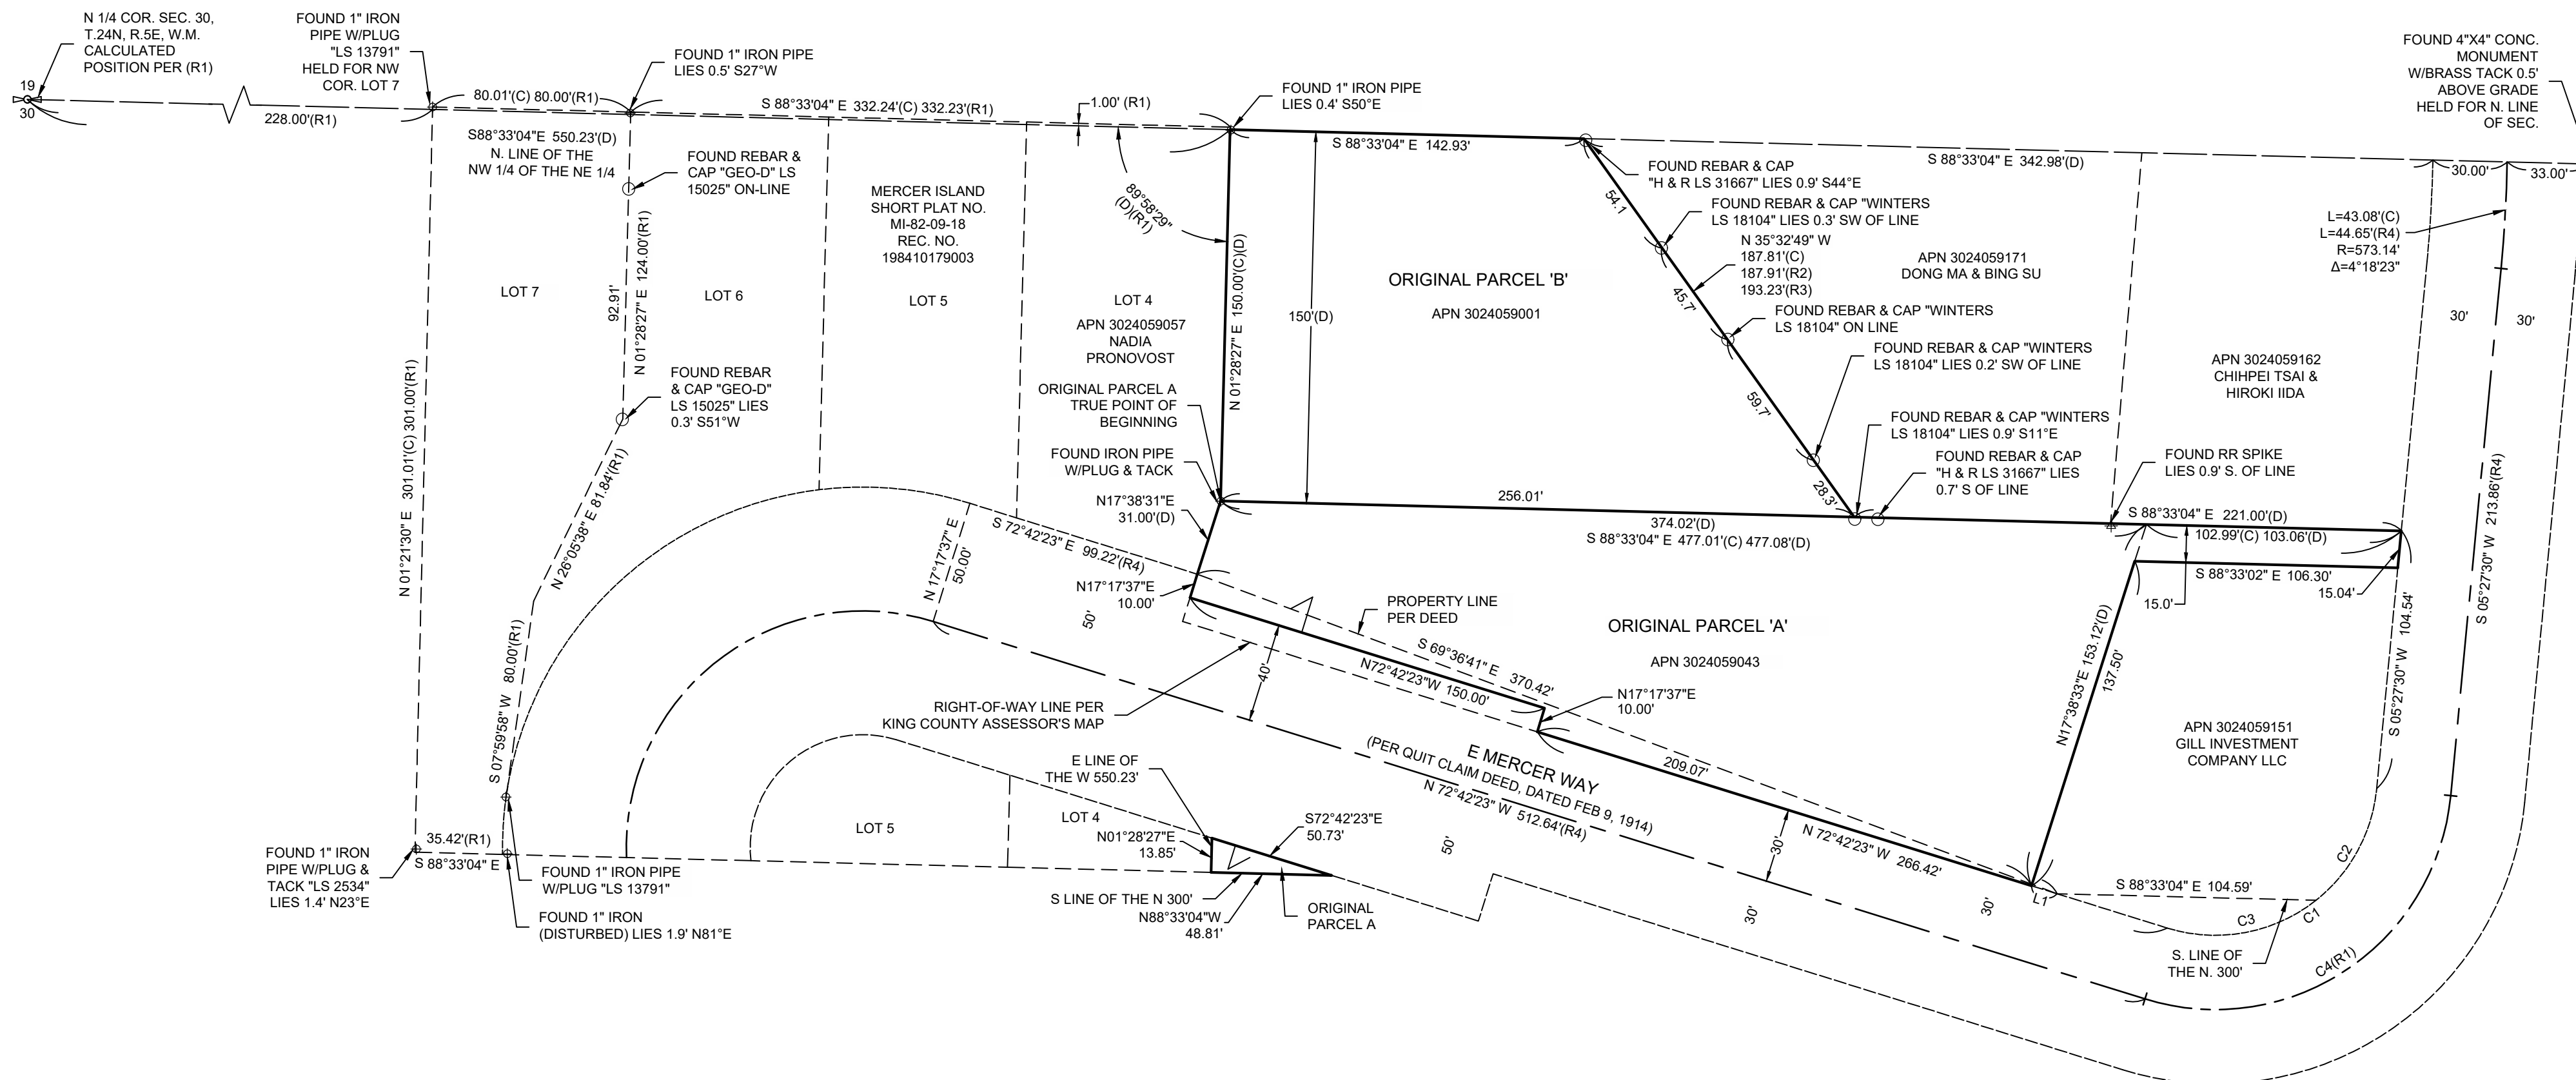 N 1/4 COR. SEC. 30,
T.24N, R.5E, W.M.
CALCULATED
POSITION PER (R1)
19
30
228.00'(R1)
FOUND 1" IRON
PIPE W/PLUG
"LS 13791"
HELD FOR NW
COR. LOT 7
80.01'(C) 80.00'(R1)
FOUND 1" IRON PIPE
LIES 0.5' S27°W
S 88°33'04" E 332.24'(C) 332.23'(R1)
1.00' (R1)
FOUND 1" IRON PIPE
LIES 0.4' S50°E
S 88°33'04" E 142.93'
S 88°33'04" E 342.98'(D)
FOUND 4"X4" CONC.
MONUMENT
W/BRASS TACK 0.5'
ABOVE GRADE
HELD FOR N. LINE
OF SEC.
30.00'
33.00'
S88°33'04"E 550.23'(D)
N. LINE OF THE
NW 1/4 OF THE NE 1/4
FOUND REBAR &
CAP "GEO-D" LS
15025" ON-LINE
MERCER ISLAND
SHORT PLAT NO.
MI-82-09-18
REC. NO.
198410179003
89°58'29"
(D)(R1)
FOUND REBAR & CAP
"H & R LS 31667" LIES 0.9' S44°E
54.1
FOUND REBAR & CAP "WINTERS
LS 18104" LIES 0.3' SW OF LINE
N 35°32'49" W
187.81'(C)
187.91'(R2)
193.23'(R3)
45.7'
APN 3024059171
DONG MA & BING SU
L=43.08'(C)
L=44.65'(R4)
R=573.14'
Δ=4°18'23"
LOT 7
LOT 6
LOT 5
LOT 4
APN 3024059057
NADIA
PRONOVOST
92.91'
N 01°28'27" E 124.00'(R1)
N 01°28'27" E 150.00'(C)(D)
150'(D)
ORIGINAL PARCEL 'B'
APN 3024059001
FOUND REBAR & CAP "WINTERS
LS 18104" ON LINE
FOUND REBAR & CAP "WINTERS
LS 18104" LIES 0.2' SW OF LINE
59.7'
APN 3024059162
CHIHPEI TSAI &
HIROKI IIDA
30'
30'
FOUND REBAR
& CAP "GEO-D"
LS 15025" LIES
0.3' S51°W
ORIGINAL PARCEL A
TRUE POINT OF
BEGINNING
FOUND IRON PIPE
W/PLUG & TACK
N17°38'31"E
31.00'(D)
FOUND REBAR & CAP "WINTERS
LS 18104" LIES 0.9' S11°E
FOUND REBAR & CAP
"H & R LS 31667" LIES
0.7' S OF LINE
FOUND RR SPIKE
LIES 0.9' S. OF LINE
28.3'
N 01°21'30" E 301.01'(C) 301.00'(R1)
N 26°05'38" E 81.84'(R1)
256.01'
374.02'(D)
S 88°33'04" E 477.01'(C) 477.08'(D)
S 88°33'04" E 221.00'(D)
102.99'(C) 103.06'(D)
S 88°33'02" E 106.30'
15.04'
15.0'
S 72°42'23" E 99.22'(R4)
N 17°17'37" E
50.00'
N17°17'37"E
10.00'
50'
PROPERTY LINE
PER DEED
ORIGINAL PARCEL 'A'
APN 3024059043
S 69°36'41" E 370.42'
N72°42'23"W 150.00'
N17°17'37"E
10.00'
40'
N17°38'33"E 153.12'(D)
137.50'
S 05°27'30" W 104.54'
S 05°27'30" W 213.86'(R4)
S 07°59'58" W 80.00'(R1)
RIGHT-OF-WAY LINE PER
KING COUNTY ASSESSOR'S MAP
E LINE OF
THE W 550.23'
E MERCER WAY
(PER QUIT CLAIM DEED, DATED FEB 9, 1914)
N 72°42'23" W 512.64'(R4)
209.07'
APN 3024059151
GILL INVESTMENT
COMPANY LLC
35.42'(R1)
S 88°33'04" E
FOUND 1" IRON
PIPE W/PLUG &
TACK "LS 2534"
LIES 1.4' N23°E
FOUND 1" IRON PIPE
W/PLUG "LS 13791"
FOUND 1" IRON
(DISTURBED) LIES 1.9' N81°E
LOT 5
LOT 4
N01°28'27"E
13.85'
S72°42'23"E
50.73'
S LINE OF THE N 300'
N88°33'04"W
48.81'
ORIGINAL
PARCEL A
50'
30'
N 72°42'23" W 266.42'
30'
30'
L1
S 88°33'04" E 104.59'
C2
C3
C1
S. LINE OF
THE N. 300'
C4(R1)